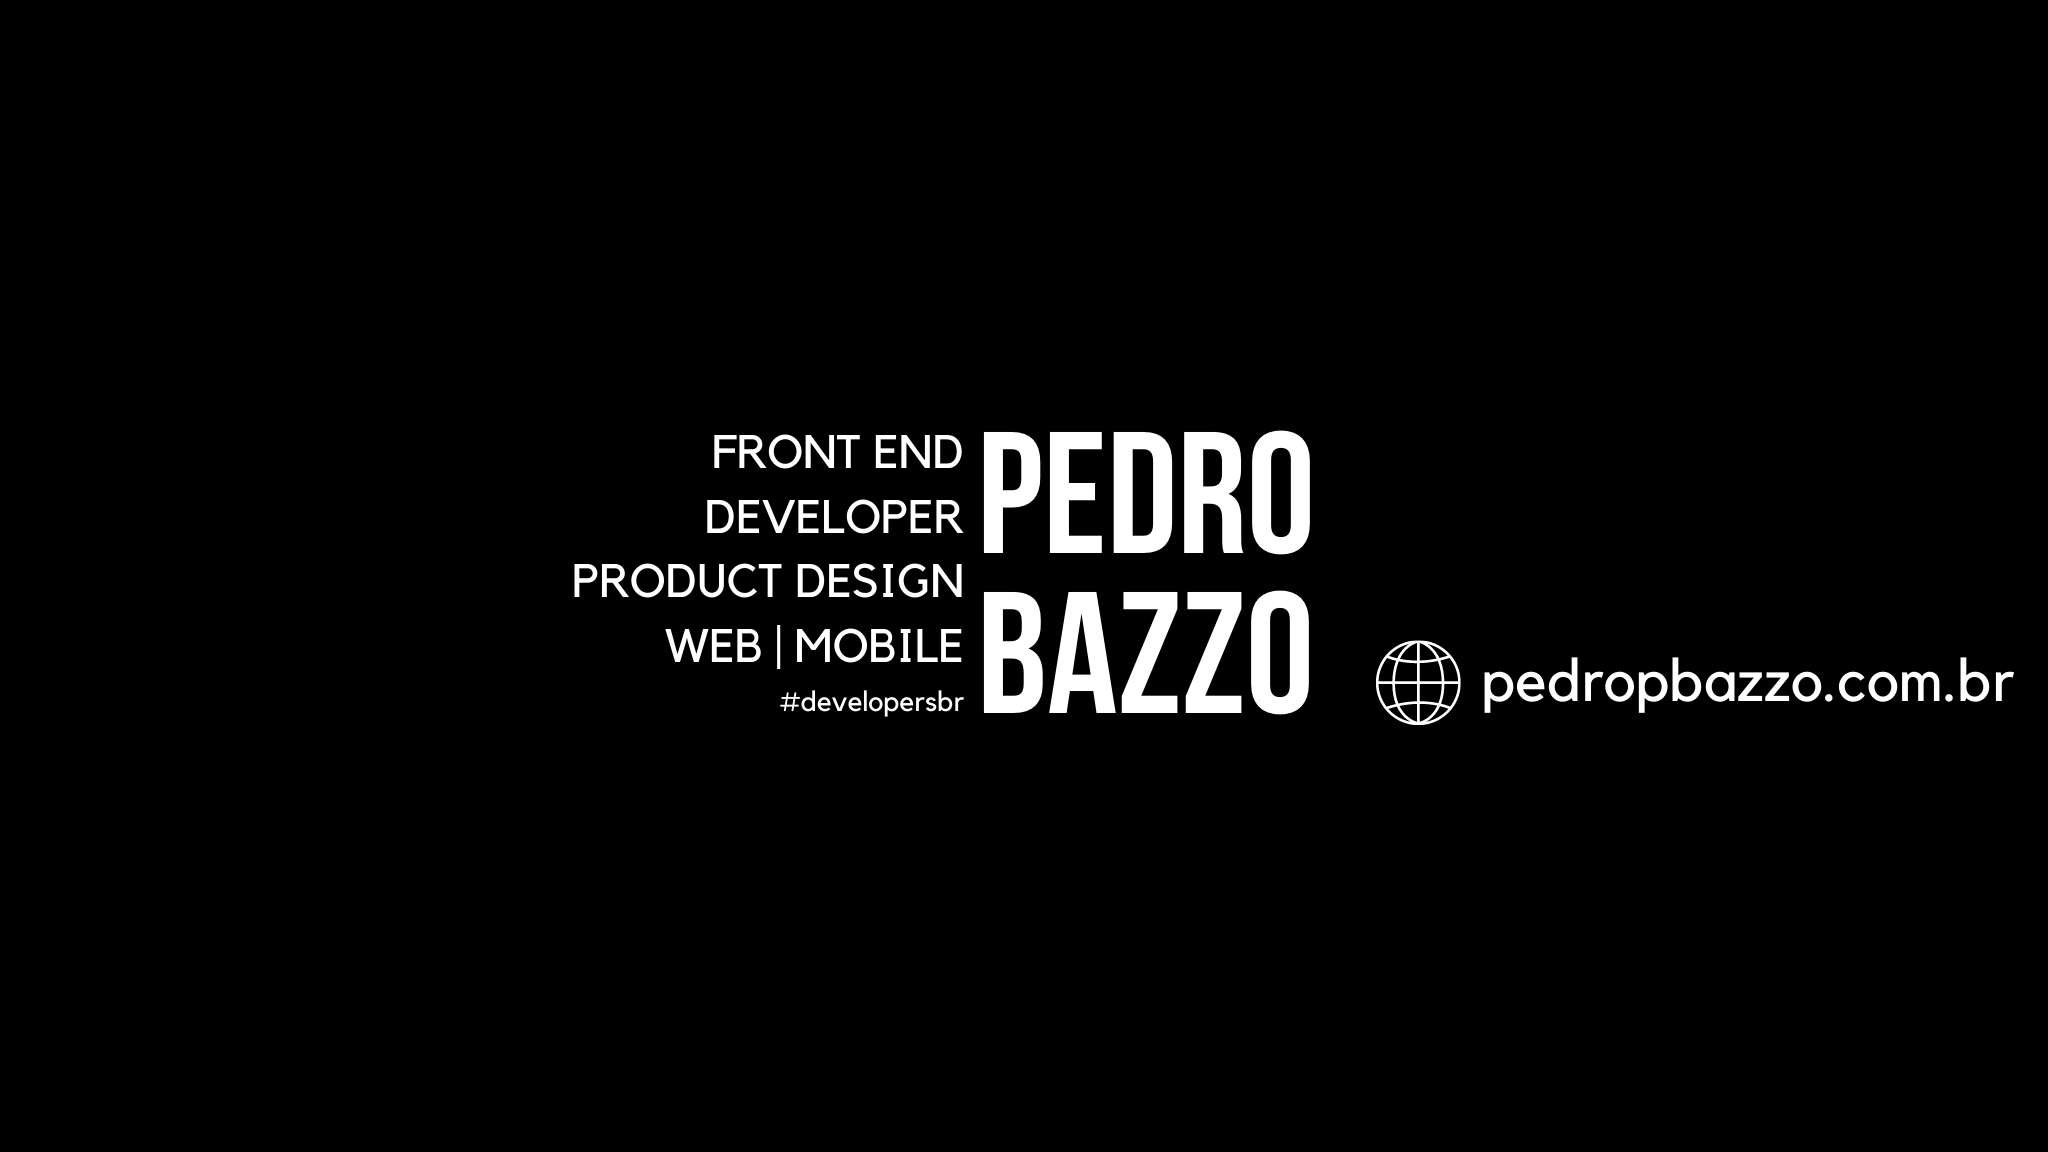 FRONT END
DEVELOPER
PRODUCT DESIGN
WEB | MOBILE
#developersbr
PEDRO
BAZZO
pedropbazzo.com.br